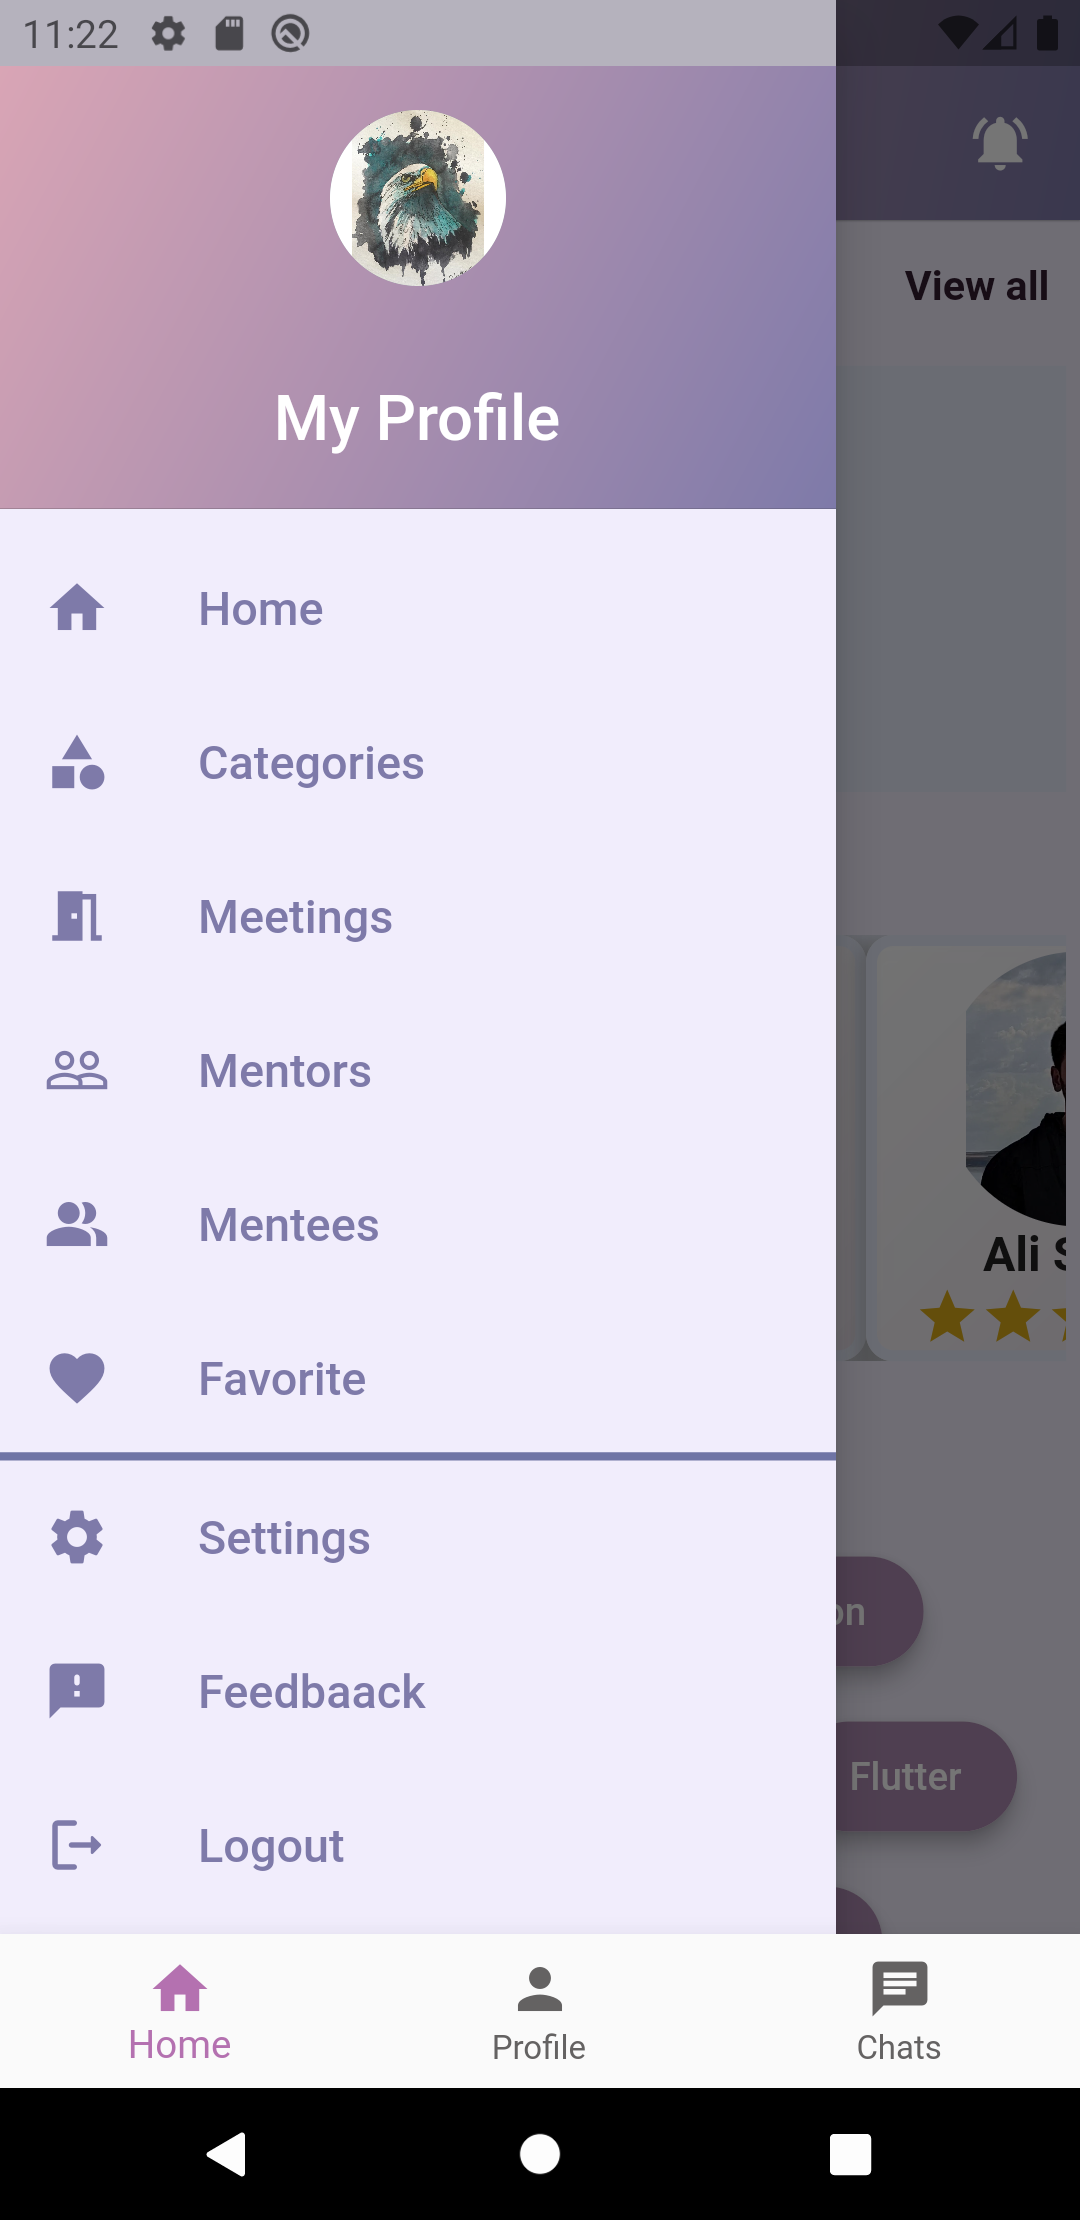 11:22
View all
My Profile
Home
Categories
Meetings
Mentors
Mentees
Ali
Favorite
Settings
on
Feedbaack
Flutter
Logout
Home
Profile
Chats